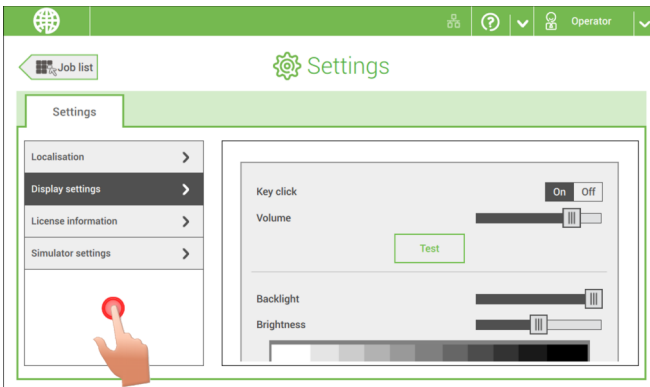 Operator
Job list
Settings
Settings
Localisation
Display settings
License information
Simulator settings
Key click
On Off
Volume
Test
Backlight
Brightness